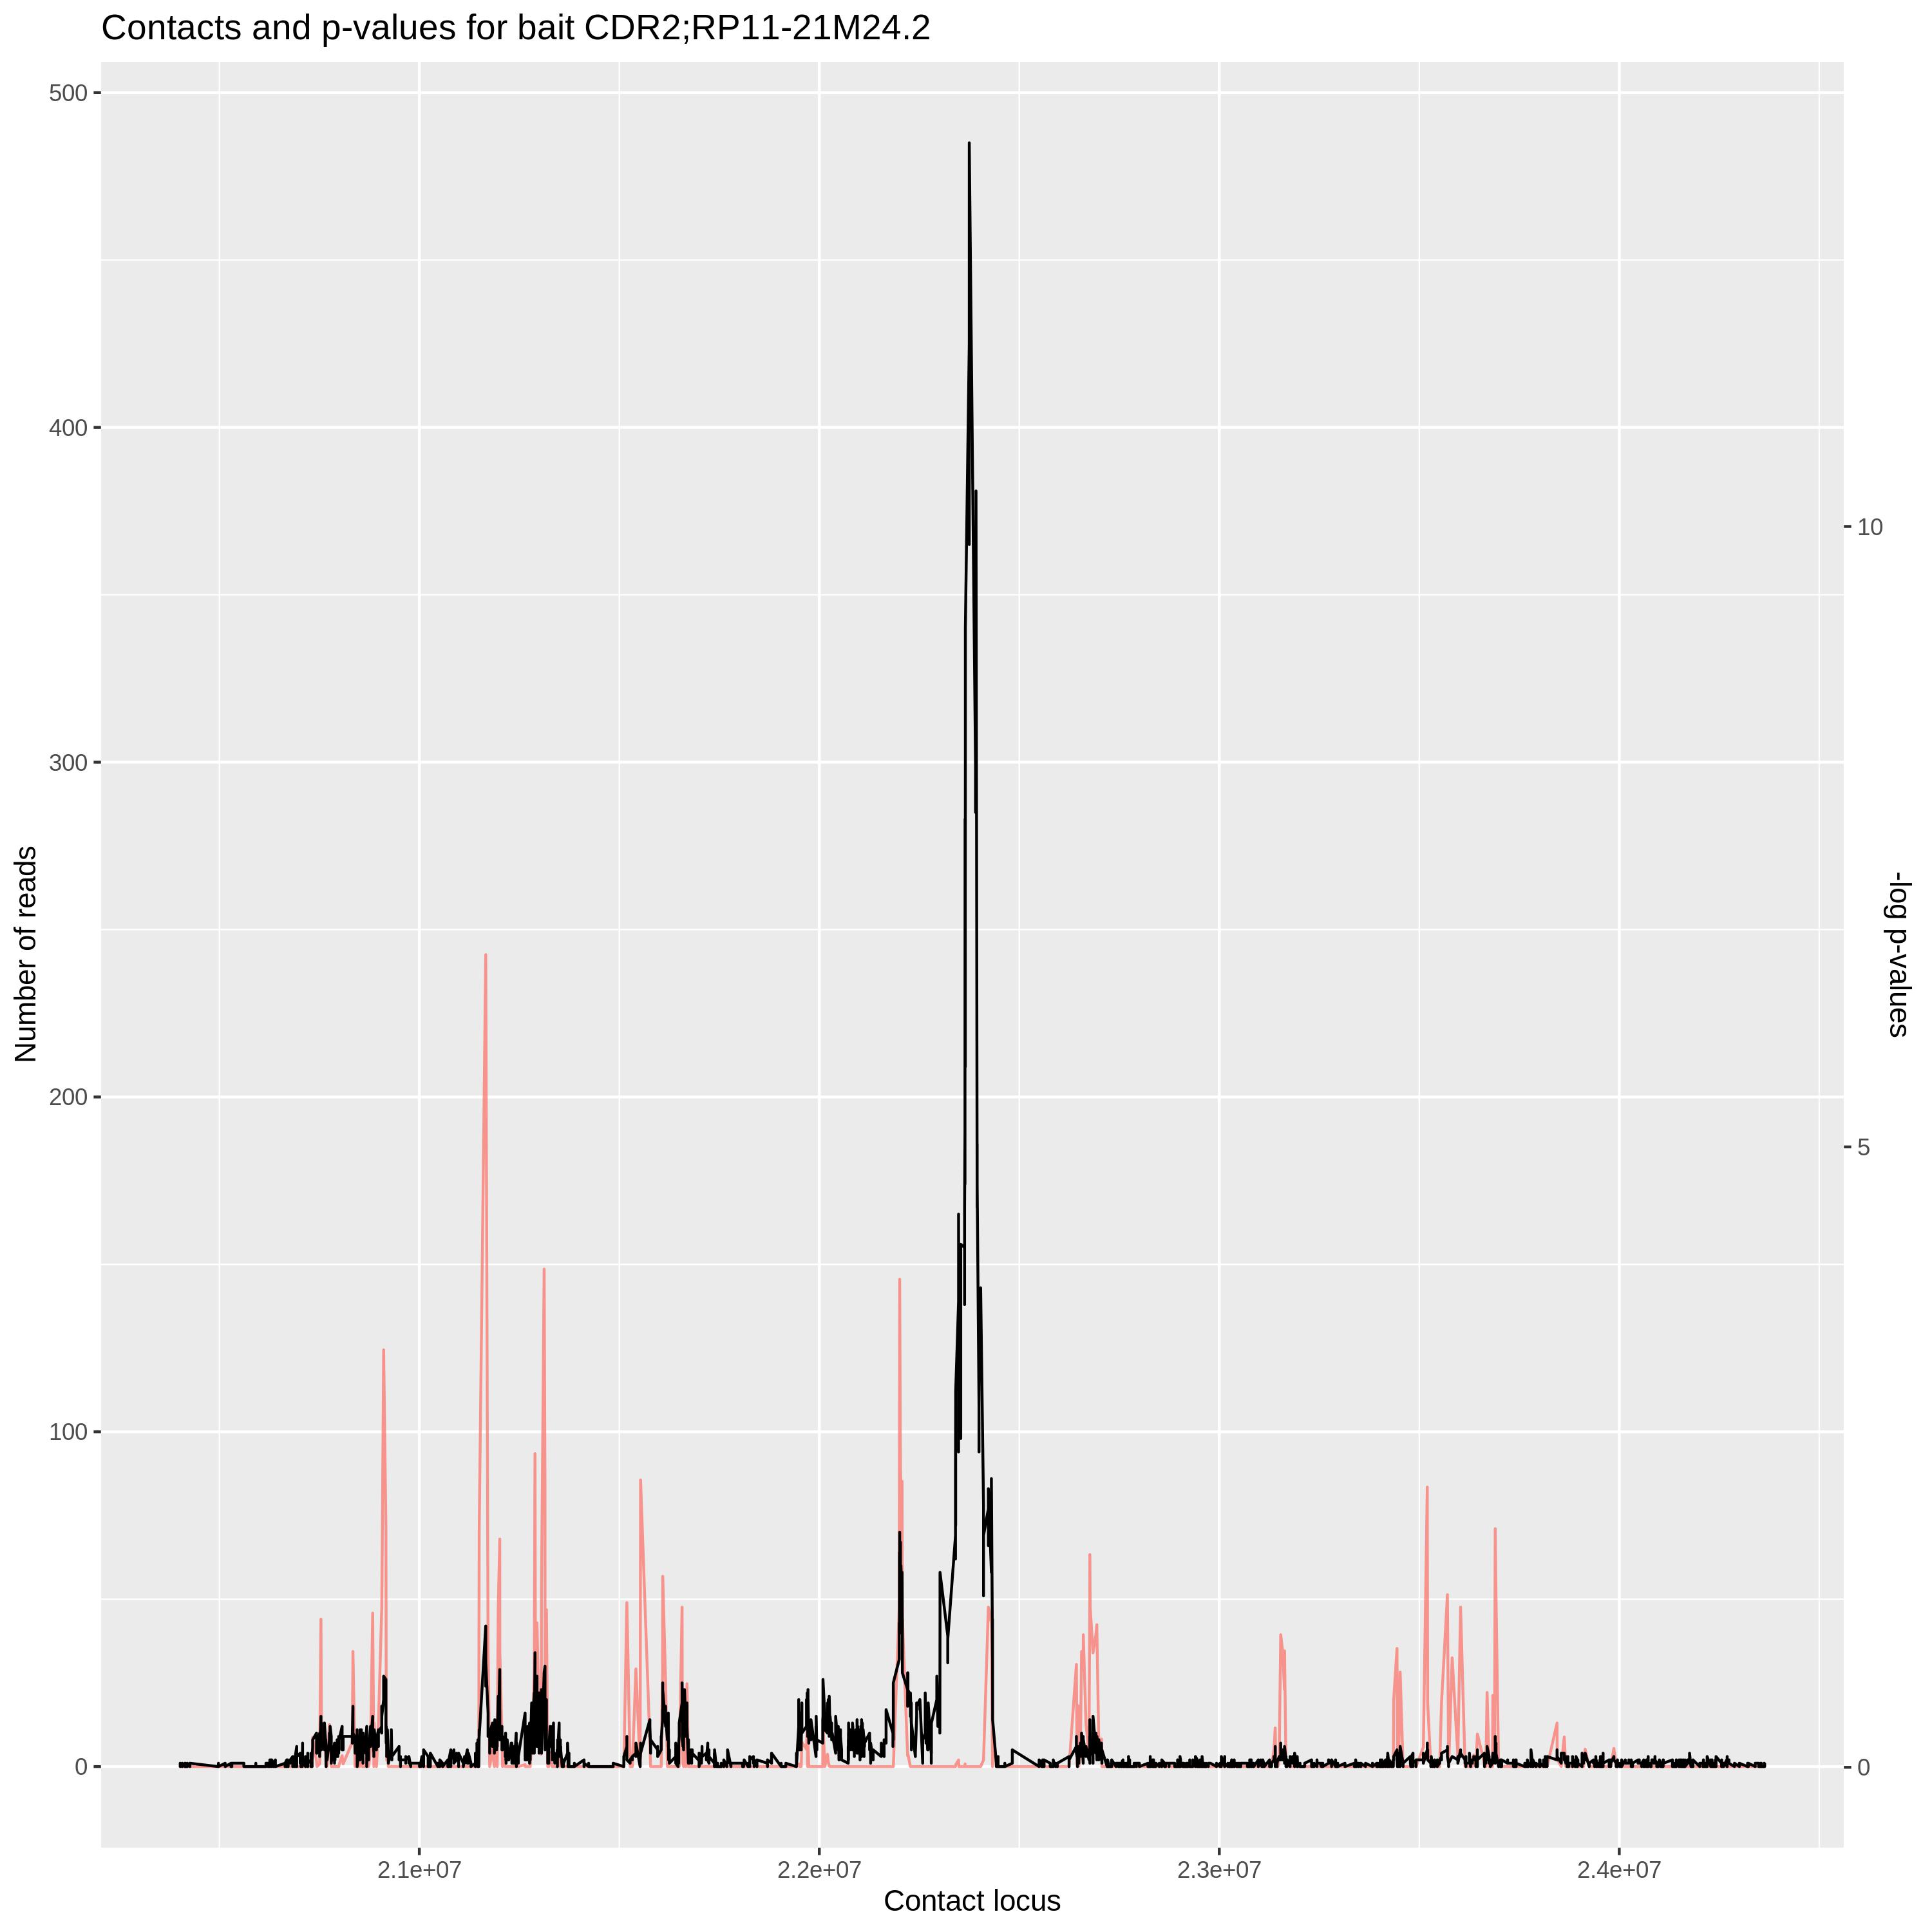 Contacts and p-values for bait CDR2;RP11-21M24.2
500
400
300
200
100
0
Number of reads
10
5
0
-log p-values
2.1e+07
2.2e+07
2.3e+07
2.4e+07
Contact locus